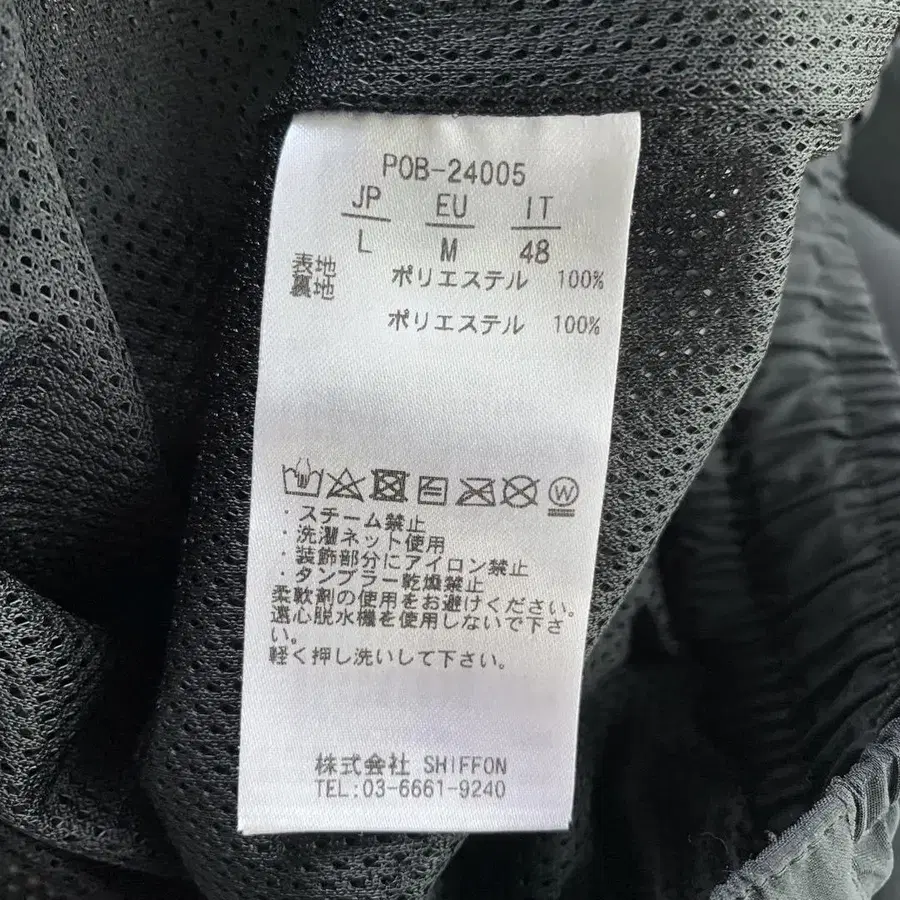 POB-24005
JP EU IT
L M 48
表地 ポリエステル 100%
裏地
ポリエステル 100%
W
・スチーム禁止
・洗濯ネット使用
・装飾部分にアイロン禁止
・タンブラー乾燥禁止
柔軟剤の使用をお避けください。
遠心脱水機を使用しないで下さ
い。
軽く押し洗いして下さい。
株式会社 SHIFFON
TEL:03-6661-9240